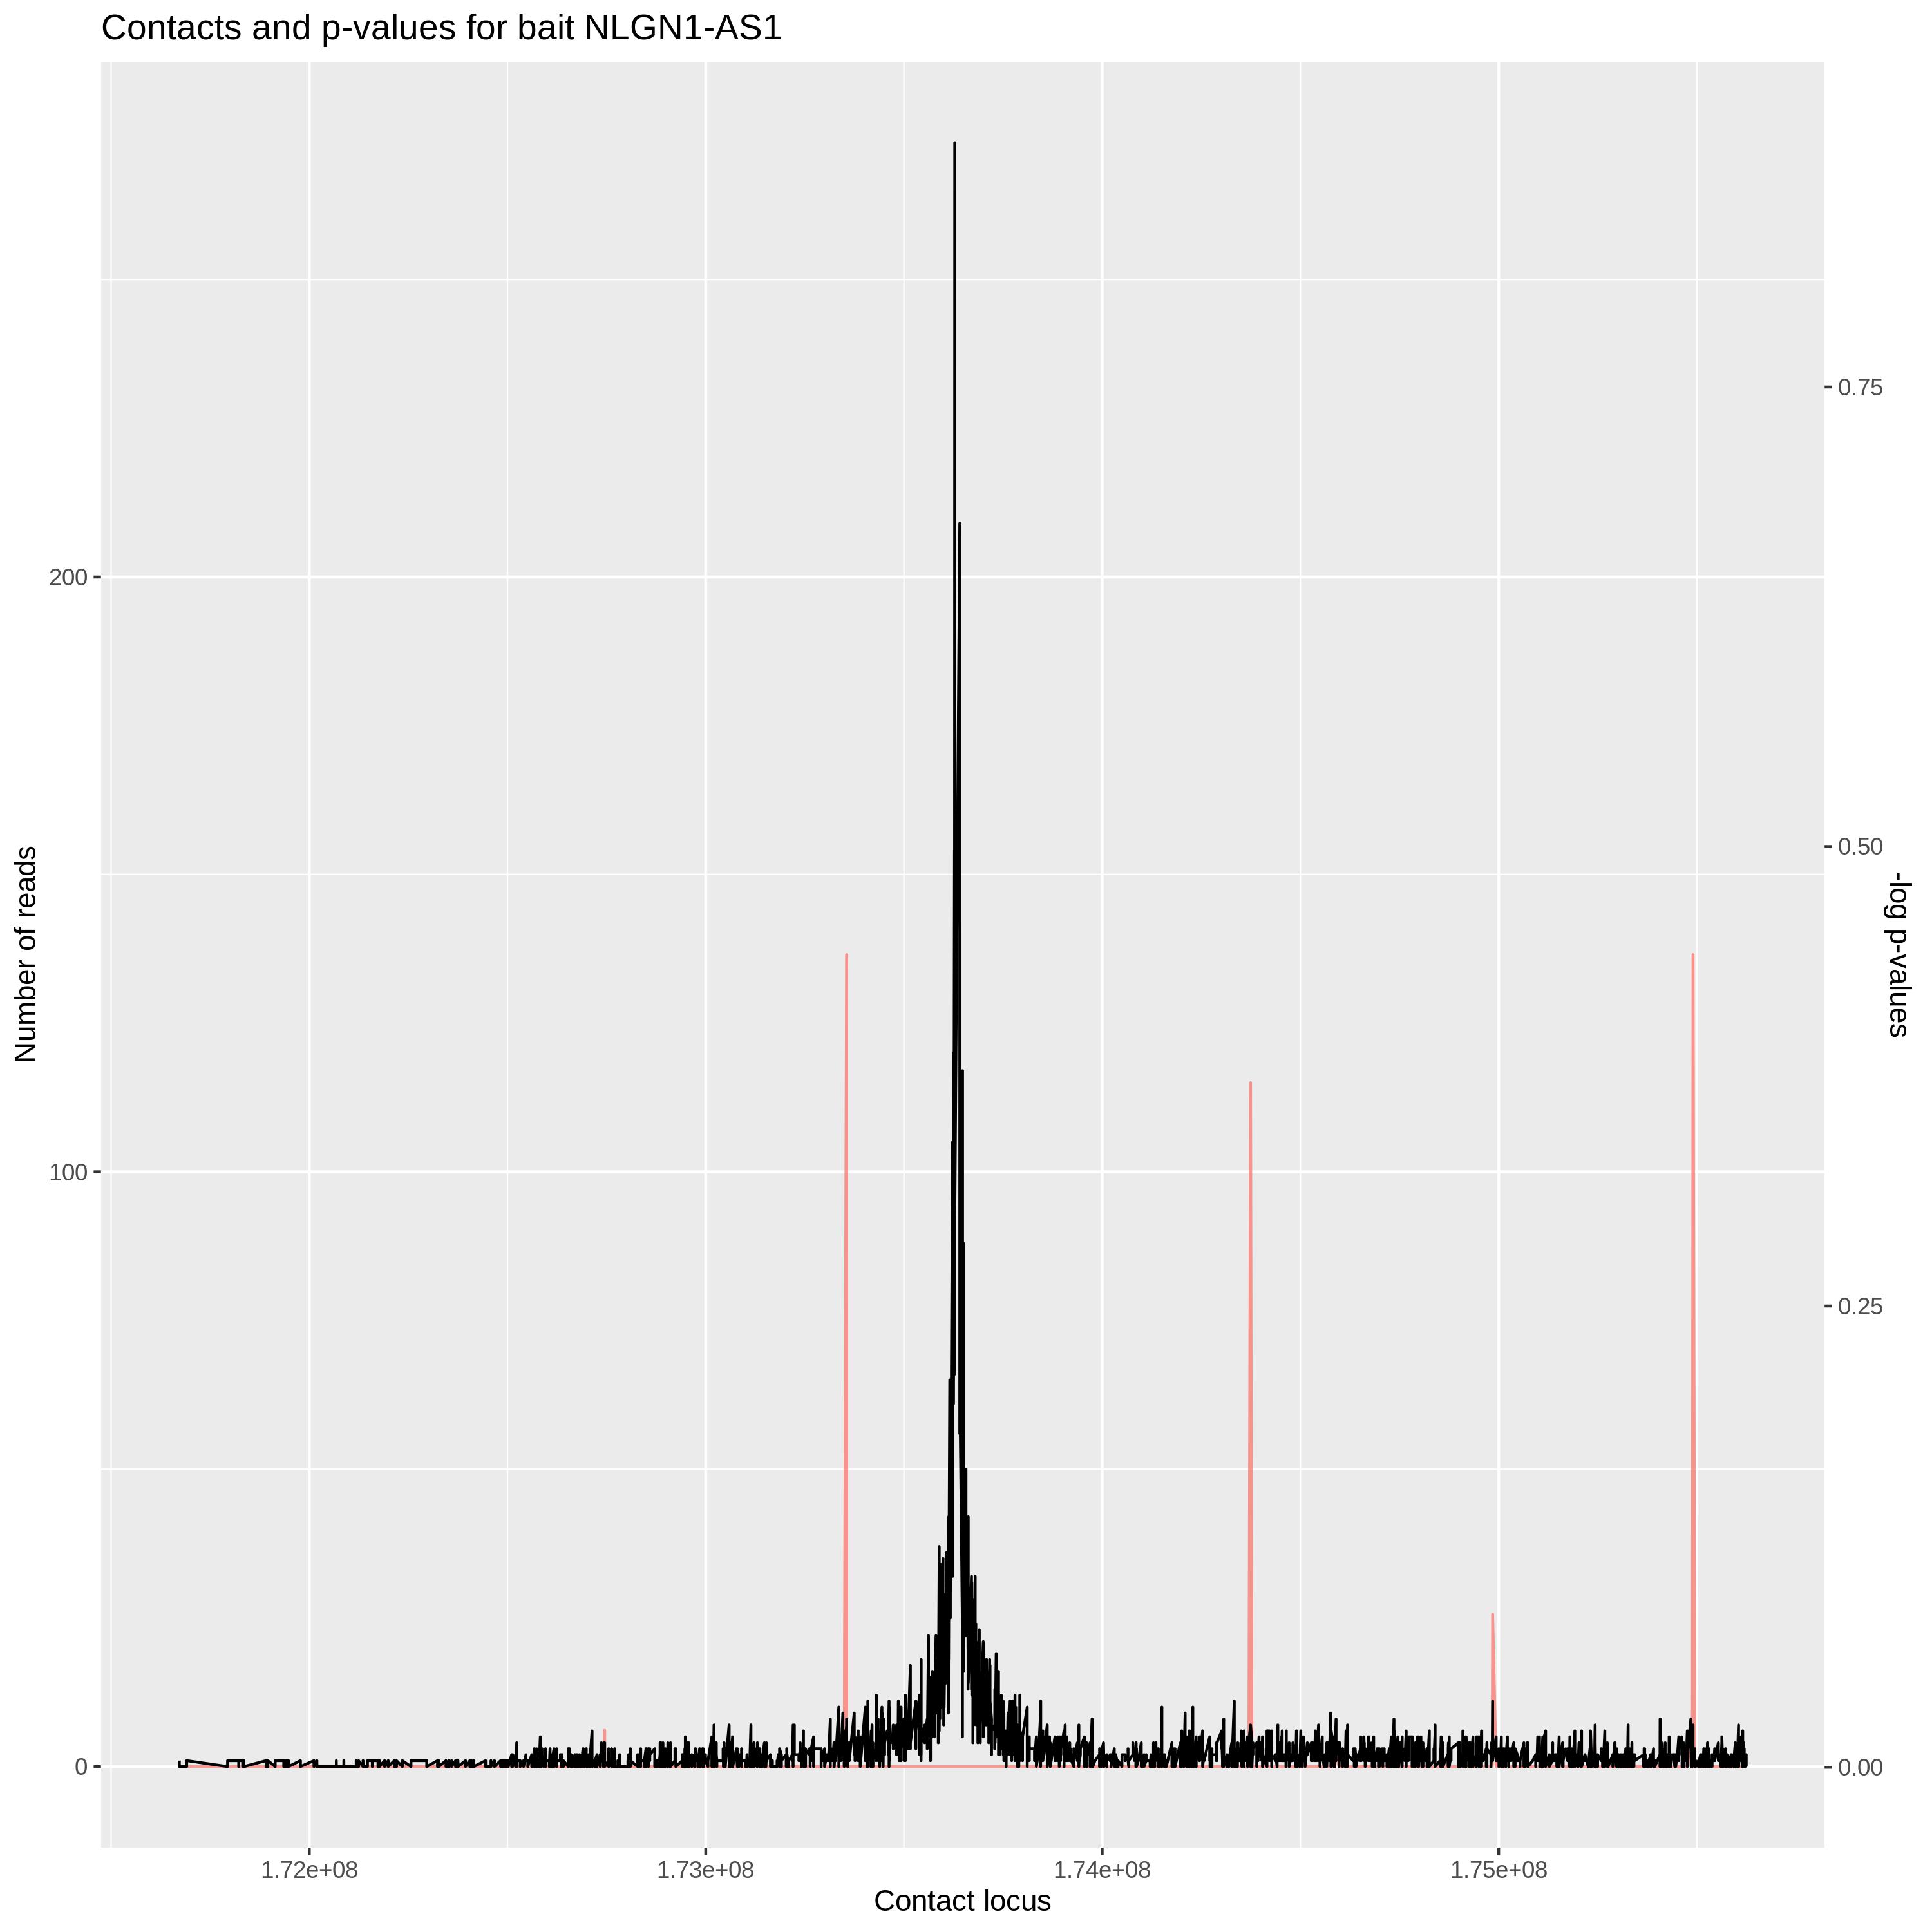 Contacts and p-values for bait NLGN1-AS1
Number of reads
200
100
0
0.75
0.50
0.25
0.00
-log p-values
1.72e+08
1.73e+08
1.74e+08
1.75e+08
Contact locus